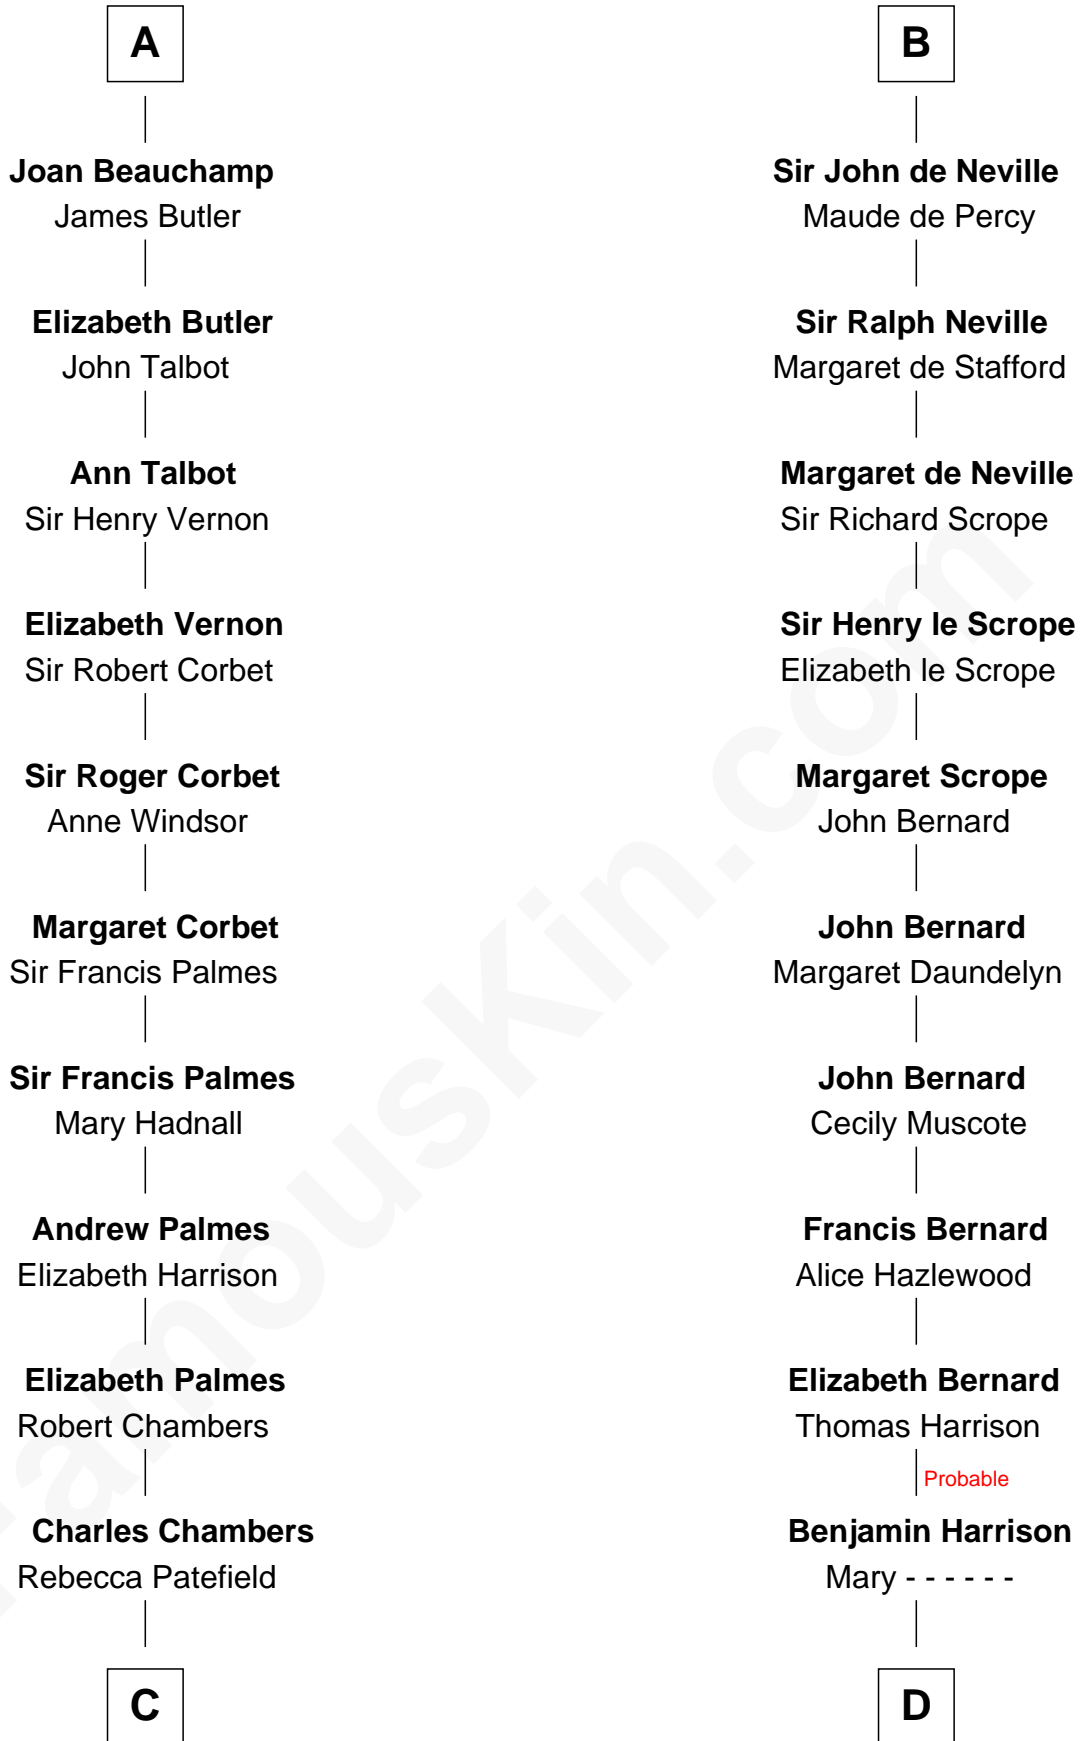 A
Joan Beauchamp
James Butler
Elizabeth Butler
John Talbot
Ann Talbot
Sir Henry Vernon
Elizabeth Vernon
Sir Robert Corbet
Sir Roger Corbet
Anne Windsor
Margaret Corbet
Sir Francis Palmes
Sir Francis Palmes
Mary Hadnall
Andrew Palmes
Elizabeth Harrison
Elizabeth Palmes
Robert Chambers
Charles Chambers
Rebecca Patefield
C
B
Sir John de Neville
Maude de Percy
Sir Ralph Neville
Margaret de Stafford
Margaret de Neville
Sir Richard Scrope
Sir Henry le Scrope
Elizabeth le Scrope
Margaret Scrope
John Bernard
John Bernard
Margaret Daundelyn
John Bernard
Cecily Muscote
Francis Bernard
Alice Hazlewood
Elizabeth Bernard
Thomas Harrison
Probable
Benjamin Harrison
Mary - - - - - -
D
FamousKin.com